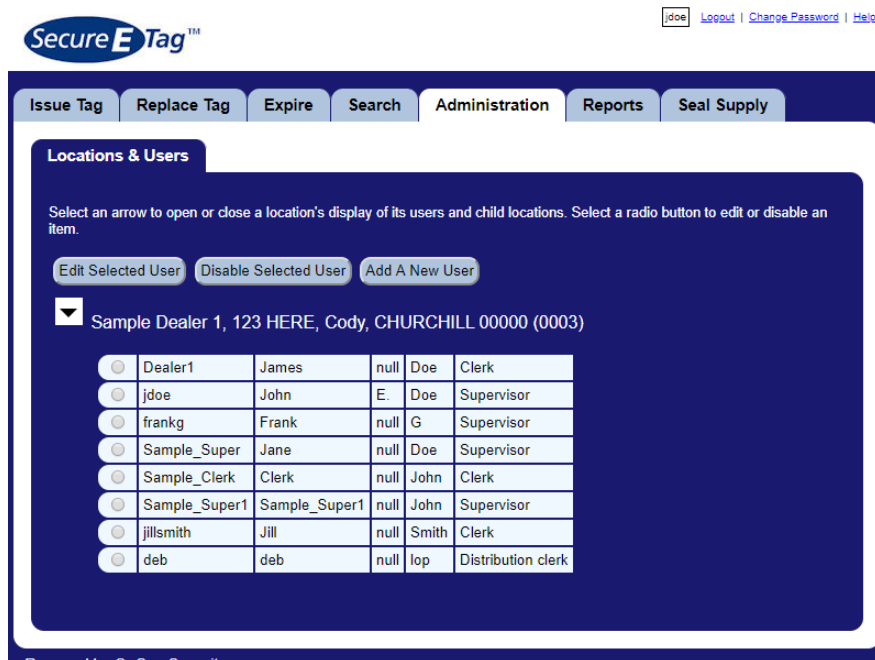 jdoe Logout | Change Password | Help
Secure E Tag™
Issue Tag Replace Tag Expire Search Administration Reports Seal Supply
Locations & Users
Select an arrow to open or close a location's display of its users and child locations. Select a radio button to edit or disable an
item.
Edit Selected User Disable Selected User Add A New User
Sample Dealer 1, 123 HERE, Cody, CHURCHILL 00000 (0003)
Dealer1 James null Doe Clerk
jdoe John E. Doe Supervisor
frankg Frank null G Supervisor
Sample_Super Jane null Doe Supervisor
Sample_Clerk Clerk null John Clerk
Sample_Super1 Sample_Super1 null John Supervisor
jillsmith Jill null Smith Clerk
deb deb null lop Distribution clerk